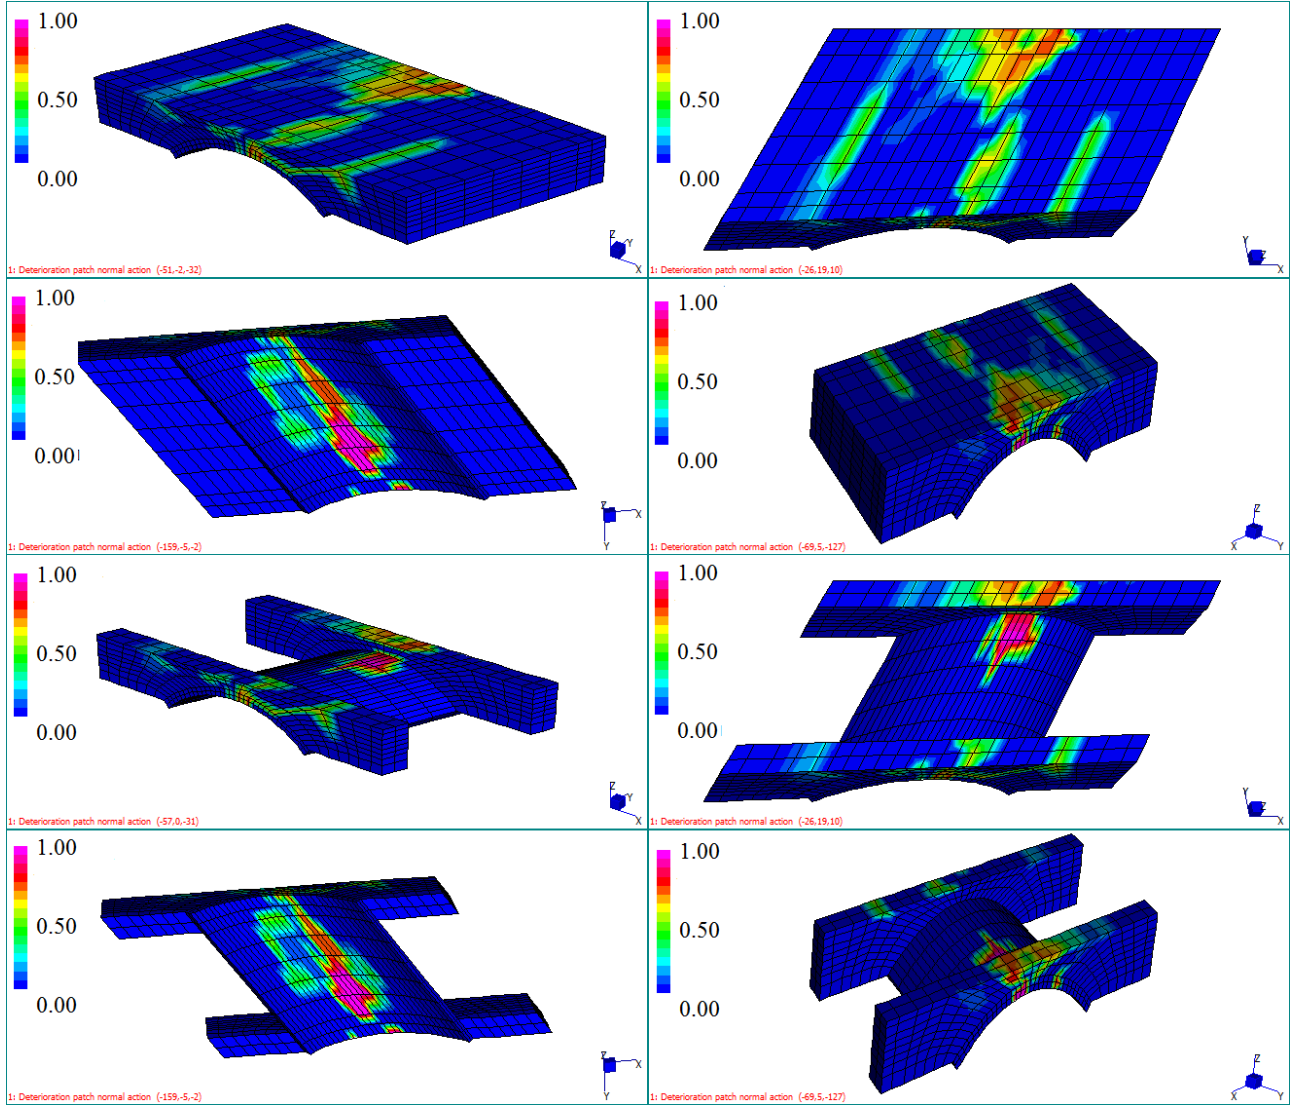 1.00
0.50
0.00
Z
Y
X
1: Deterioration patch normal action (-51,-2,-32)
1.00
0.50
0.00
Y
Z
X
1: Deterioration patch normal action (-26,19,10)
1.00
0.50
0.00
Z
X
Y
1: Deterioration patch normal action (-159,-5,-2)
1.00
0.50
0.00
Z
X
Y
1: Deterioration patch normal action (-69,5,-127)
1.00
0.50
0.00
Z
Y
X
1: Deterioration patch normal action (-57,0,-31)
1.00
0.50
0.00
Y
Z
X
1: Deterioration patch normal action (-26,19,10)
1.00
0.50
0.00
Z
X
Y
1: Deterioration patch normal action (-159,-5,-2)
1.00
0.50
0.00
Z
X
Y
1: Deterioration patch normal action (-69,5,-127)